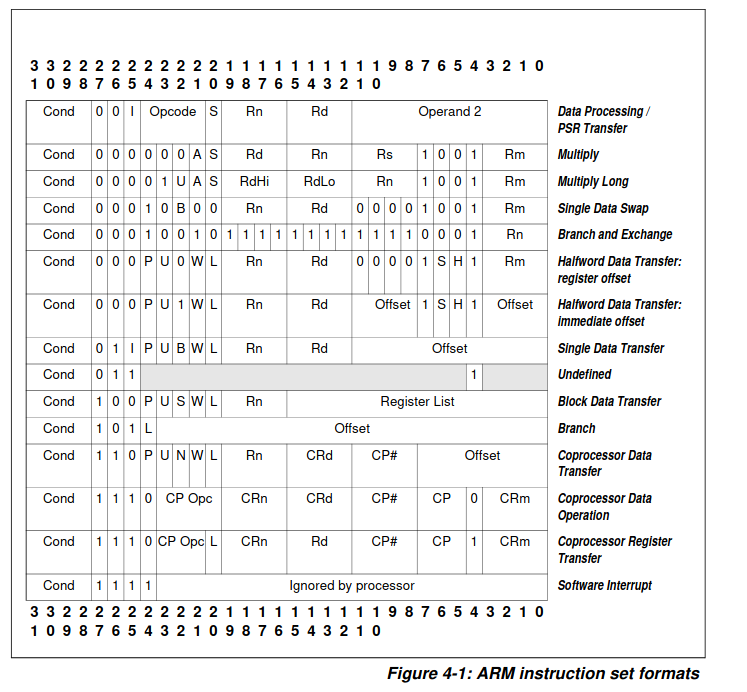 3 3 2 2 2 2 2 2 2 2 2 2 1 1 1 1 1 1 1 1 1 1 9 8 7 6 5 4 3 2 1 0
1 0 9 8 7 6 5 4 3 2 1 0 9 8 7 6 5 4 3 2 1 0
Cond 0 0 I Opcode S Rn Rd Operand 2 Data Processing /
PSR Transfer
Cond 0 0 0 0 0 0 A S Rd Rn Rs 1 0 0 1 Rm Multiply
Cond 0 0 0 0 1 U A S RdHi RdLo Rn 1 0 0 1 Rm Multiply Long
Cond 0 0 0 1 0 B 0 0 Rn Rd 0 0 0 0 1 0 0 1 Rm Single Data Swap
Cond 0 0 0 1 0 0 1 0 1 1 1 1 1 1 1 1 1 1 1 1 0 0 0 1 Rn Branch and Exchange
Cond 0 0 0 P U 0 W L Rn Rd 0 0 0 0 1 S H 1 Rm Halfword Data Transfer:
register offset
Cond 0 0 0 P U 1 W L Rn Rd Offset 1 S H 1 Offset Halfword Data Transfer:
immediate offset
Cond 0 1 I P U B W L Rn Rd Offset Single Data Transfer
Cond 0 1 1 1 Undefined
Cond 1 0 0 P U S W L Rn Register List Block Data Transfer
Cond 1 0 1 L Offset Branch
Cond 1 1 0 P U N W L Rn CRd CP# Offset Coprocessor Data
Transfer
Cond 1 1 1 0 CP Opc CRn CRd CP# CP 0 CRm Coprocessor Data
Operation
Cond 1 1 1 0 CP Opc L CRn Rd CP# CP 1 CRm Coprocessor Register
Transfer
Cond 1 1 1 1 Ignored by processor Software Interrupt
3 3 2 2 2 2 2 2 2 2 2 2 1 1 1 1 1 1 1 1 1 1 9 8 7 6 5 4 3 2 1 0
1 0 9 8 7 6 5 4 3 2 1 0 9 8 7 6 5 4 3 2 1 0
Figure 4-1: ARM instruction set formats